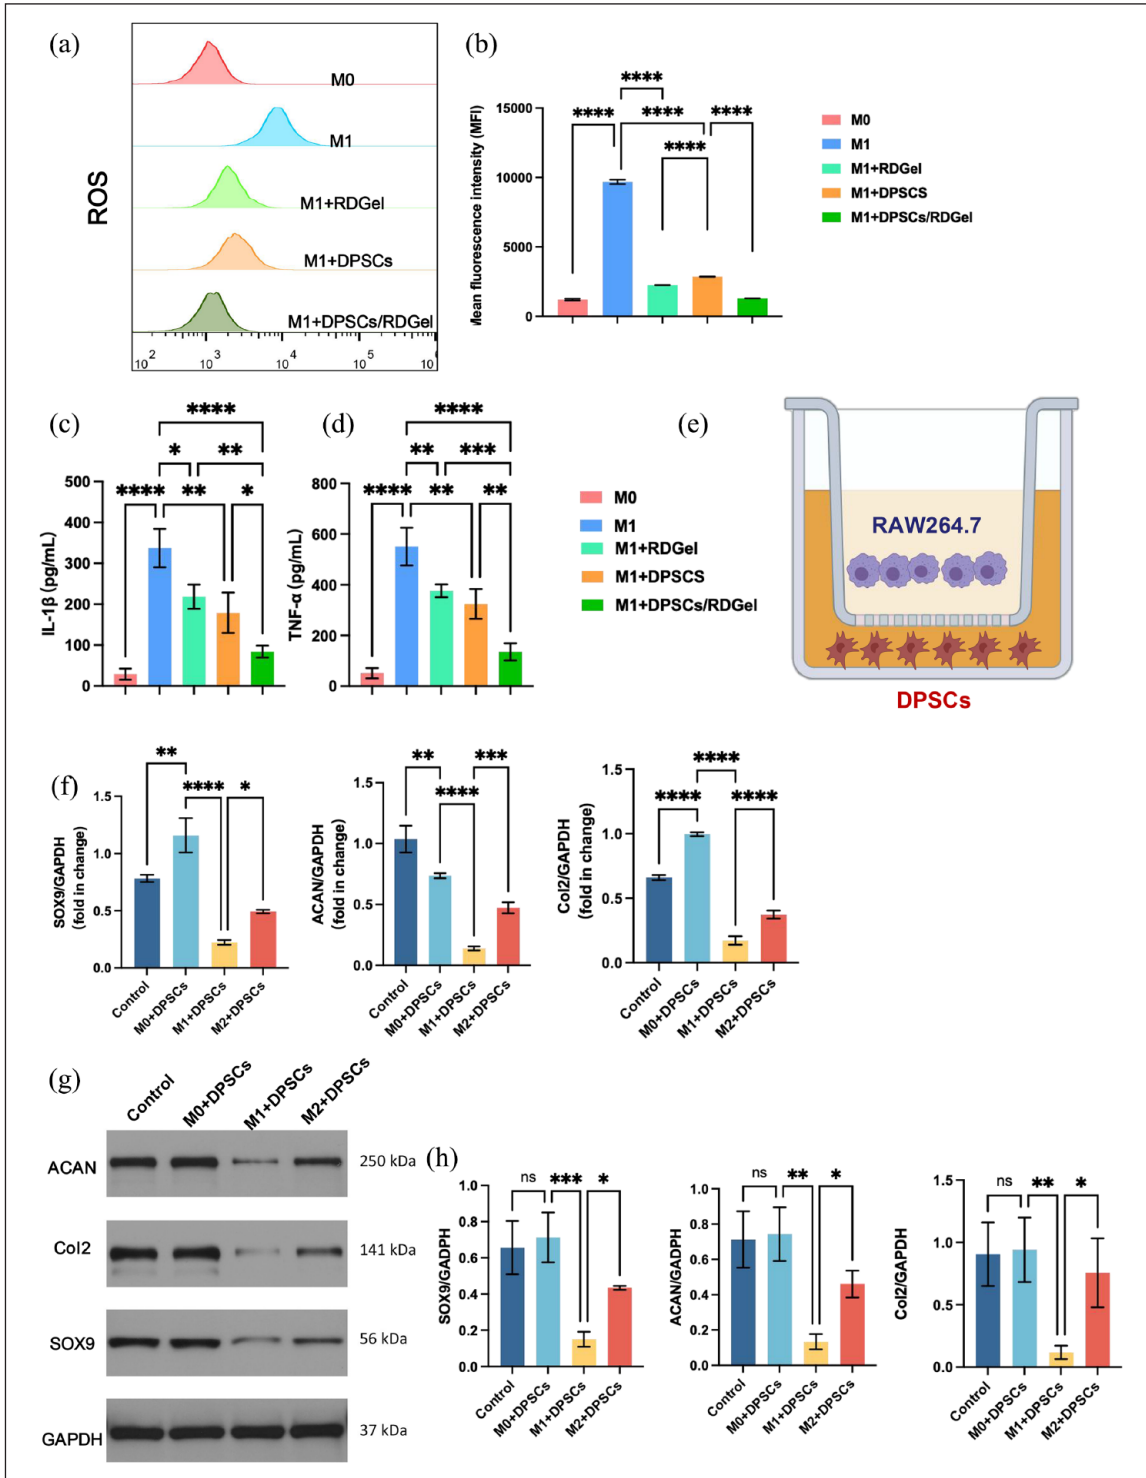 (a)
ROS
M0
M1
M1+RDGel
M1+DPSCs
M1+DPSCs/RDGel
10² 10³ 10⁴ 10⁵ 10
(b)
Mean fluorescence intensity (MFI)
15000
10000
5000
0
**** **** **** **** ****
M0
M1
M1+RDGel
M1+DPSCS
M1+DPSCs/RDGel
(c)
IL-1β (pg/mL)
500
400
300
200
100
0
****
* **
**** ** *
(d)
TNF-α (pg/mL)
800
600
400
200
0
****
** ***
**** ** **
M0
M1
M1+RDGel
M1+DPSCS
M1+DPSCs/RDGel
(e)
RAW264.7
DPSCs
(f)
SOX9/GAPDH
(fold in change)
1.5
1.0
0.5
0.0
** **** *
Control
M0+DPSCs
M1+DPSCs
M2+DPSCs
ACAN/GAPDH
(fold in change)
1.5
1.0
0.5
0.0
** **** ***
Control
M0+DPSCs
M1+DPSCs
M2+DPSCs
Col2/GAPDH
(fold in change)
1.5
1.0
0.5
0.0
**** **** ****
Control
M0+DPSCs
M1+DPSCs
M2+DPSCs
(g)
Control
M0+DPSCs
M1+DPSCs
M2+DPSCs
ACAN 250 kDa
Col2 141 kDa
SOX9 56 kDa
GAPDH 37 kDa
(h)
SOX9/GADPH
1.0
0.8
0.6
0.4
0.2
0.0
ns *** *
Control
M0+DPSCs
M1+DPSCs
M2+DPSCs
ACAN/GADPH
1.0
0.8
0.6
0.4
0.2
0.0
ns ** *
Control
M0+DPSCs
M1+DPSCs
M2+DPSCs
Col2/GAPDH
1.5
1.0
0.5
0.0
ns ** *
Control
M0+DPSCs
M1+DPSCs
M2+DPSCs